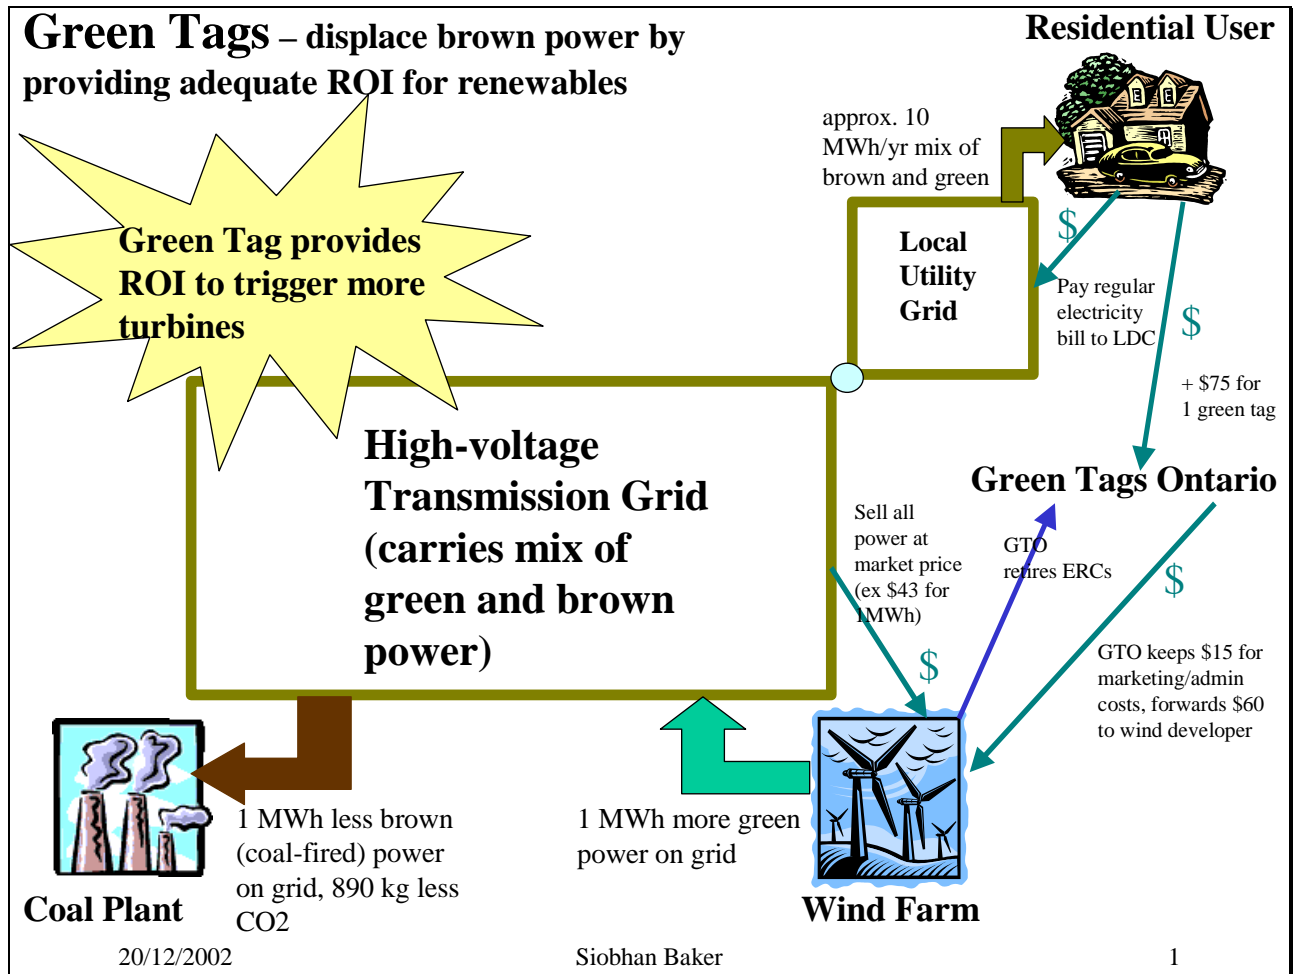 Green Tags – displace brown power by
providing adequate ROI for renewables
Residential User
approx. 10
MWh/yr mix of
brown and green
Green Tag provides
ROI to trigger more
turbines
Local
Utility
Grid
$
Pay regular
electricity
bill to LDC
$
+ $75 for
1 green tag
High-voltage
Transmission Grid
(carries mix of
green and brown
power)
Green Tags Ontario
Sell all
power at
market price
(ex $43 for
1MWh)
$
GTO
retires ERCs
$
GTO keeps $15 for
marketing/admin
costs, forwards $60
to wind developer
1 MWh less brown
(coal-fired) power
on grid, 890 kg less
CO2
1 MWh more green
power on grid
Coal Plant
Wind Farm
20/12/2002
Siobhan Baker
1